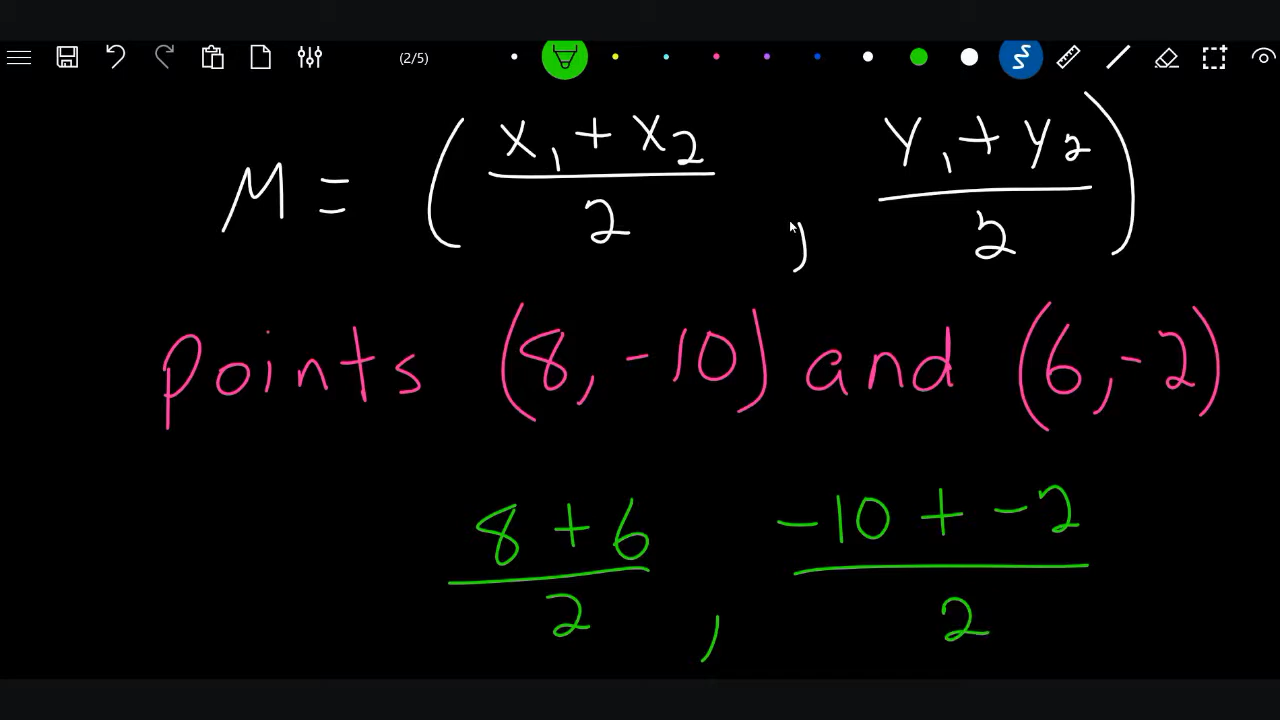 (2/5)
M = ( x₁ + x₂ / 2 , y₁ + y₂ / 2 )
points (8, -10) and (6, -2)
8 + 6 / 2 , -10 + -2 / 2